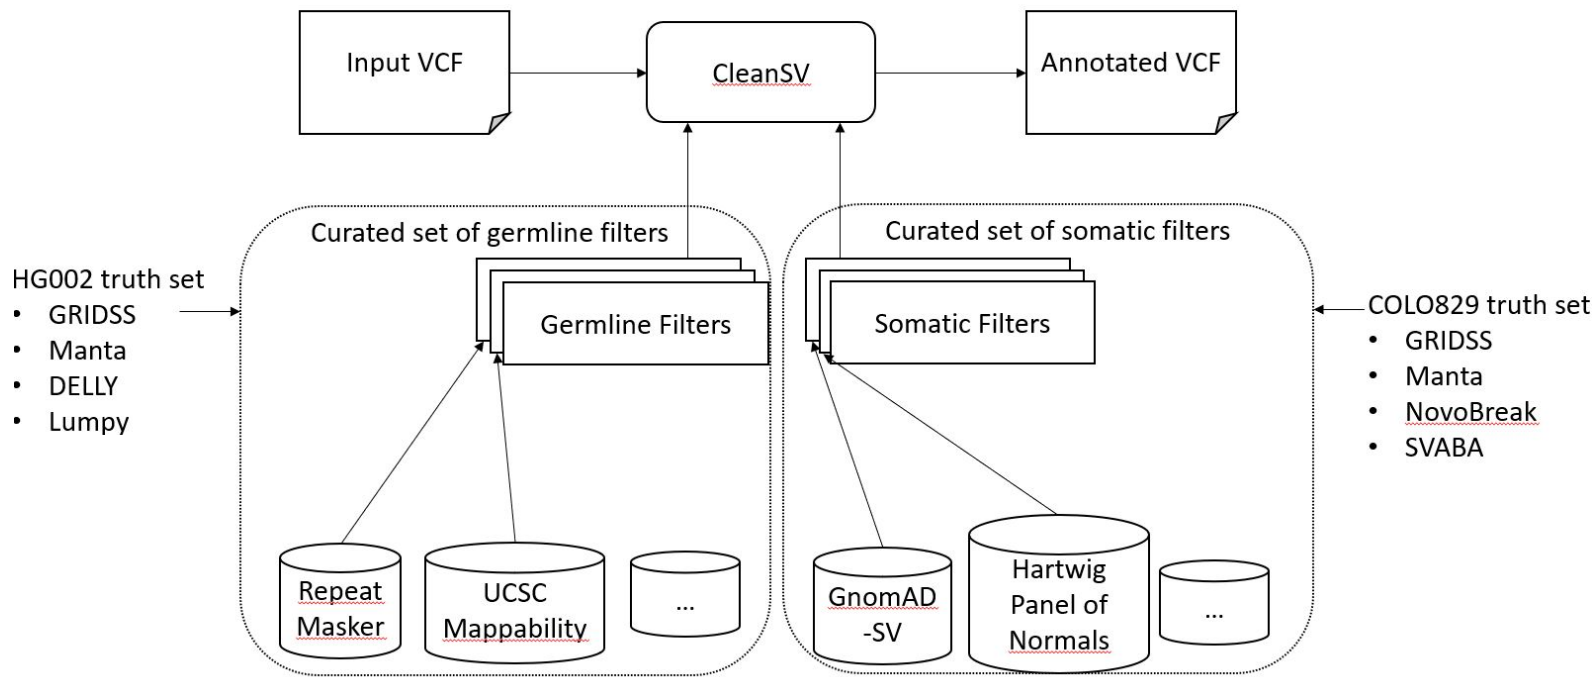 Input VCF
CleanSV
Annotated VCF
Curated set of germline filters
Curated set of somatic filters
HG002 truth set
• GRIDSS
• Manta
• DELLY
• Lumpy
Germline Filters
Somatic Filters
COLO829 truth set
• GRIDSS
• Manta
• NovoBreak
• SVABA
Repeat
Masker
UCSC
Mappability
...
GnomAD
-SV
Hartwig
Panel of
Normals
...